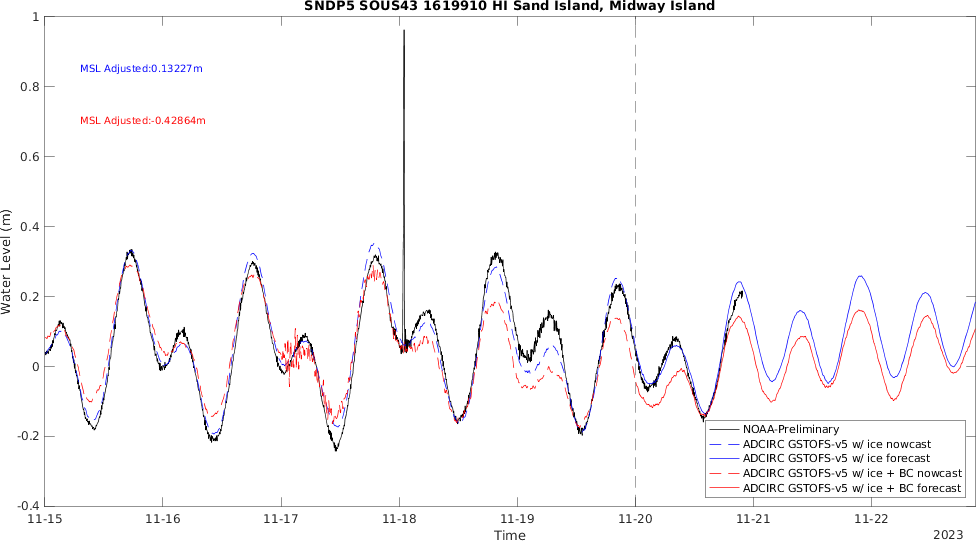 SNDP5 SOUS43 1619910 HI Sand Island, Midway Island
1
0.8
0.6
0.4
0.2
0
-0.2
-0.4
Water Level (m)
MSL Adjusted:0.13227m
MSL Adjusted:-0.42864m
NOAA-Preliminary
ADCIRC GSTOFS-v5 w/ ice nowcast
ADCIRC GSTOFS-v5 w/ ice forecast
ADCIRC GSTOFS-v5 w/ ice + BC nowcast
ADCIRC GSTOFS-v5 w/ ice + BC forecast
11-15 11-16 11-17 11-18 11-19 11-20 11-21 11-22
Time
2023